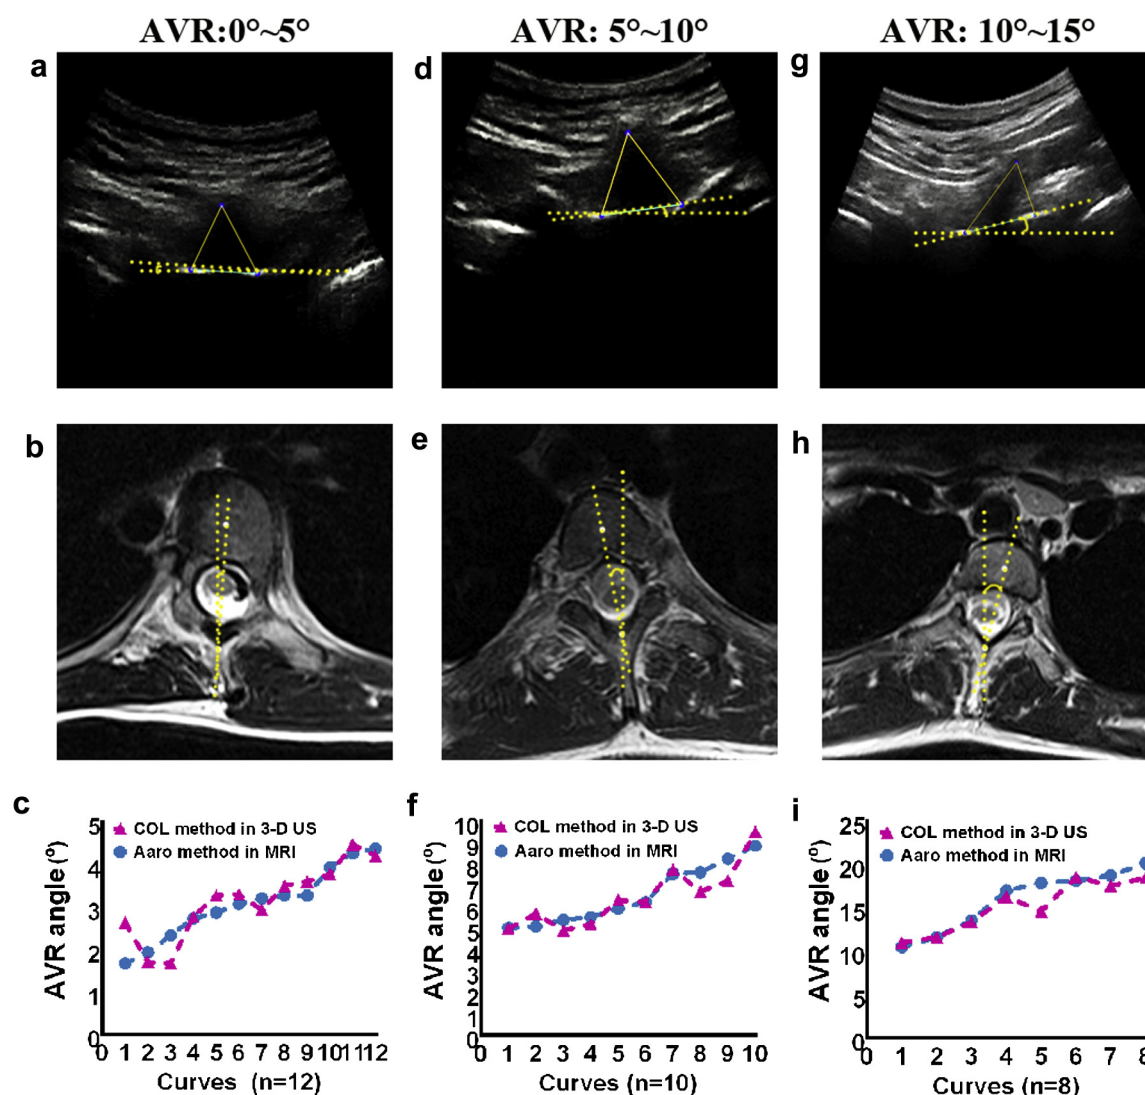 AVR:0°~5°
AVR: 5°~10°
AVR: 10°~15°
a
d
g
b
e
h
c
f
i
COL method in 3-D US
Aaro method in MRI
AVR angle (°)
5
4
3
2
1
0
0 1 2 3 4 5 6 7 8 9 10 11 12
Curves (n=12)
COL method in 3-D US
Aaro method in MRI
AVR angle (°)
10
9
8
7
6
5
4
3
2
1
0
0 1 2 3 4 5 6 7 8 9 10
Curves (n=10)
COL method in 3-D US
Aaro method in MRI
AVR angle (°)
25
20
15
10
5
0
0 1 2 3 4 5 6 7 8
Curves (n=8)